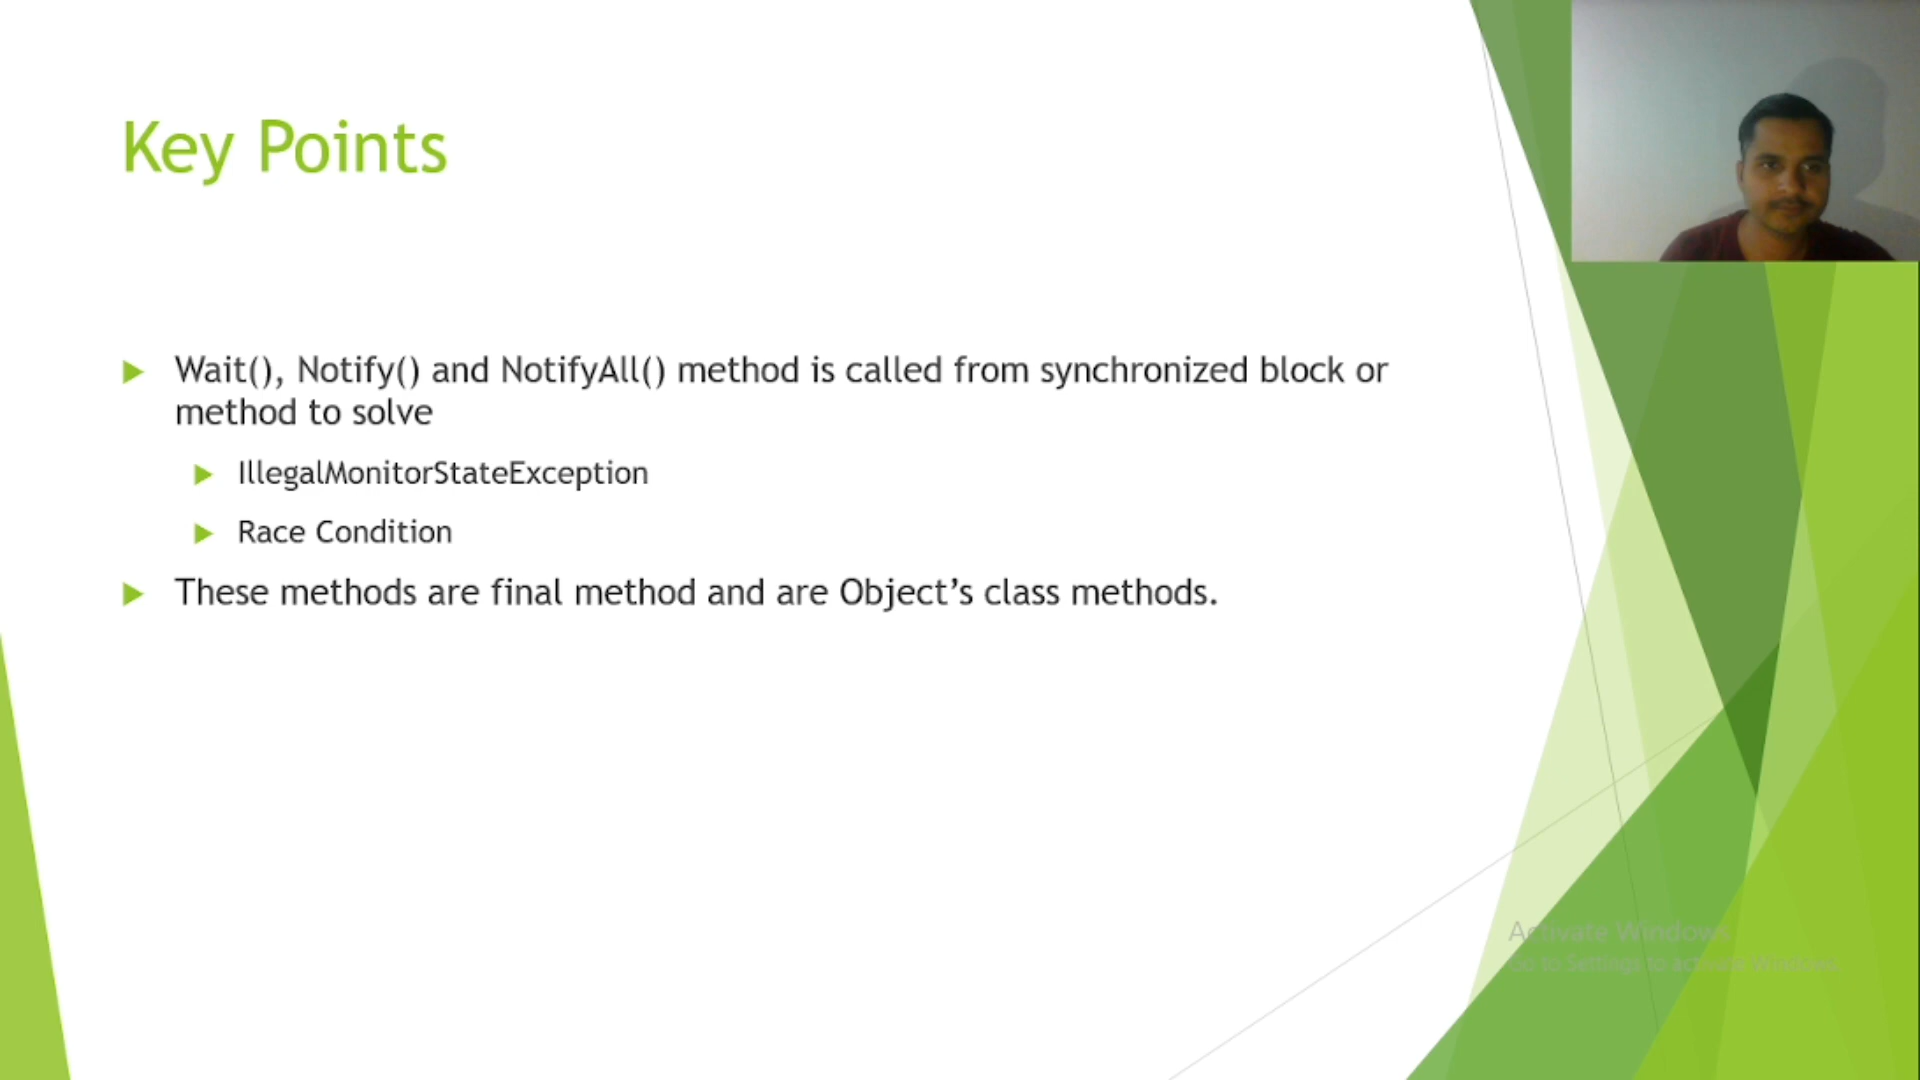 Key Points
Wait(), Notify() and NotifyAll() method is called from synchronized block or
method to solve
IllegalMonitorStateException
Race Condition
These methods are final method and are Object’s class methods.
Activate Windows
Go to Settings to activate Windows.